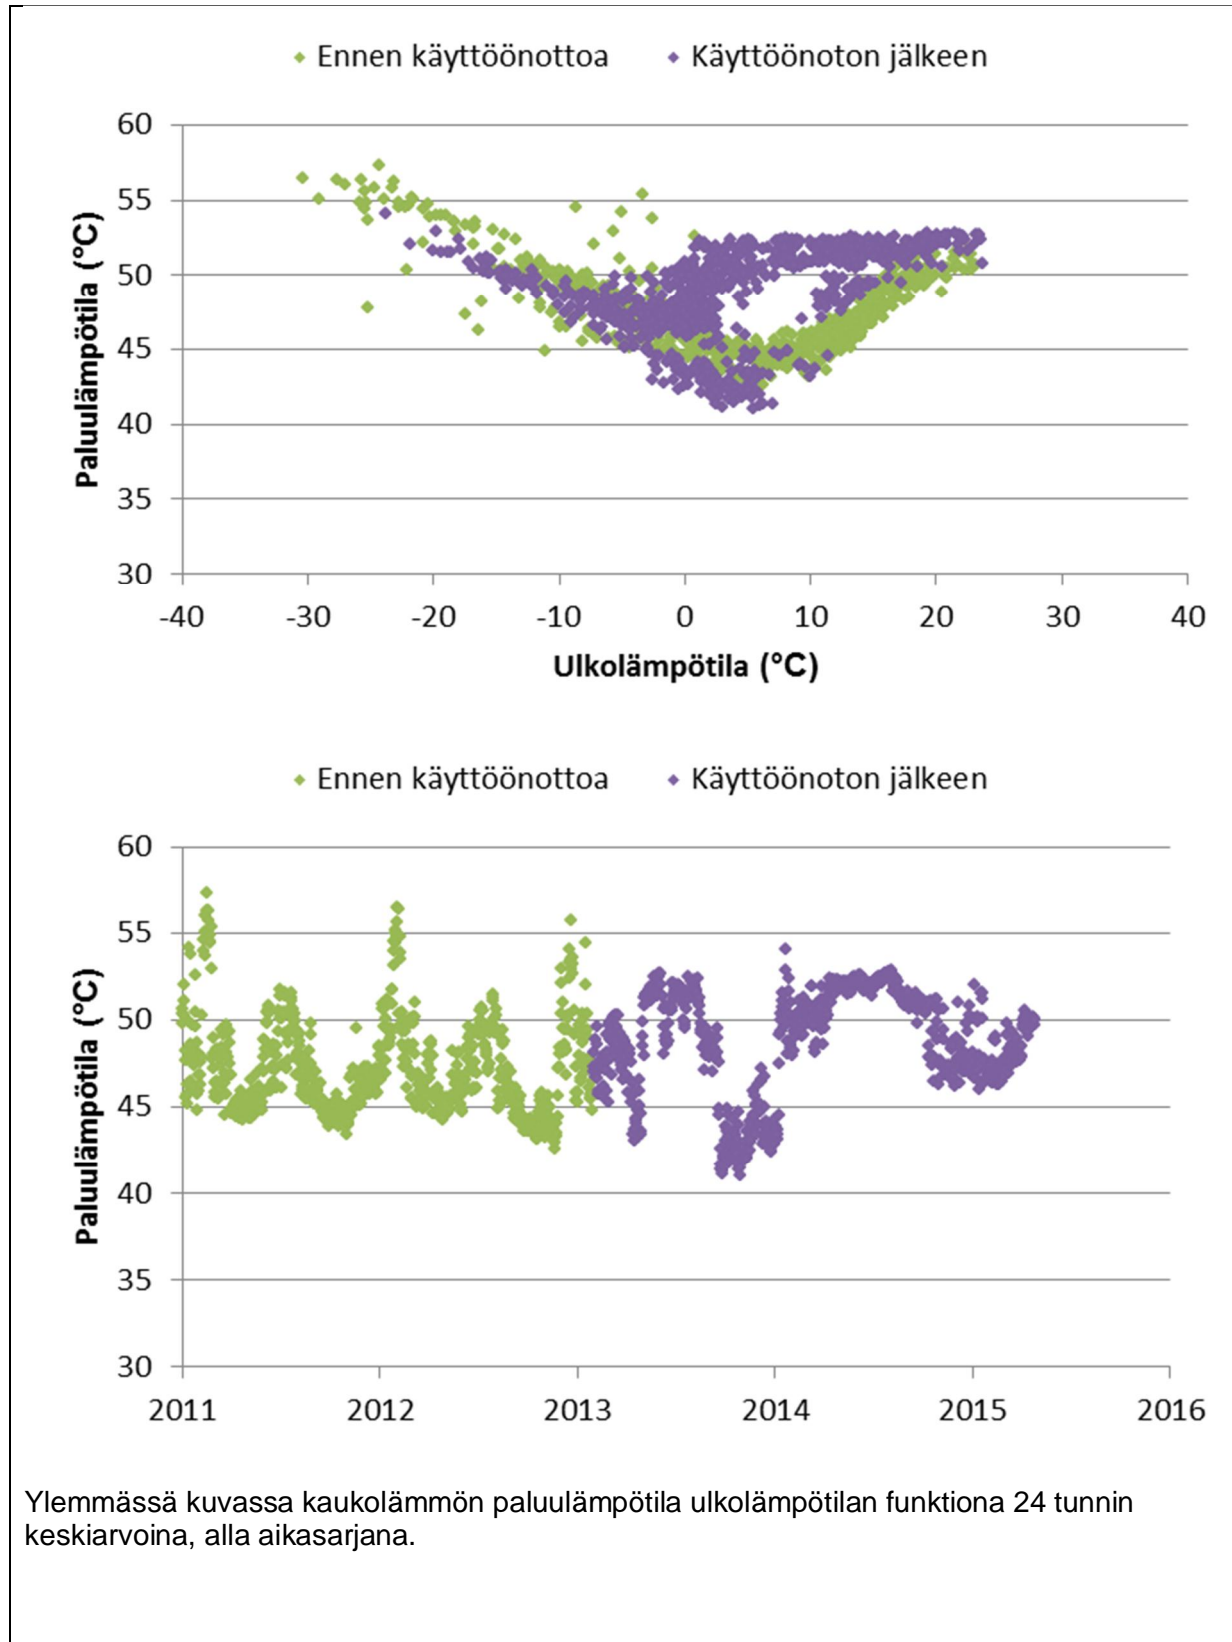 Ennen käyttöönottoa Käyttöönoton jälkeen
60
55
50
45
40
35
30
Paluulämpötila (°C)
-40 -30 -20 -10 0 10 20 30 40
Ulkolämpötila (°C)
Ennen käyttöönottoa Käyttöönoton jälkeen
60
55
50
45
40
35
30
Paluulämpötila (°C)
2011 2012 2013 2014 2015 2016
Ylemmässä kuvassa kaukolämmön paluulämpötila ulkolämpötilan funktiona 24 tunnin
keskiarvoina, alla aikasarjana.